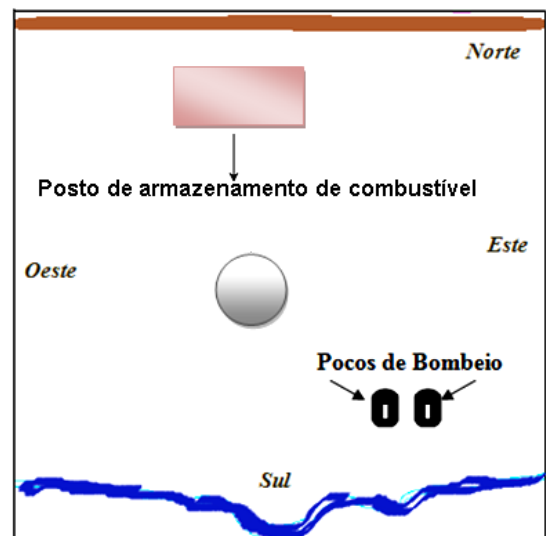 Norte
Posto de armazenamento de combustível
Este
Oeste
Pocos de Bombeio
Sul